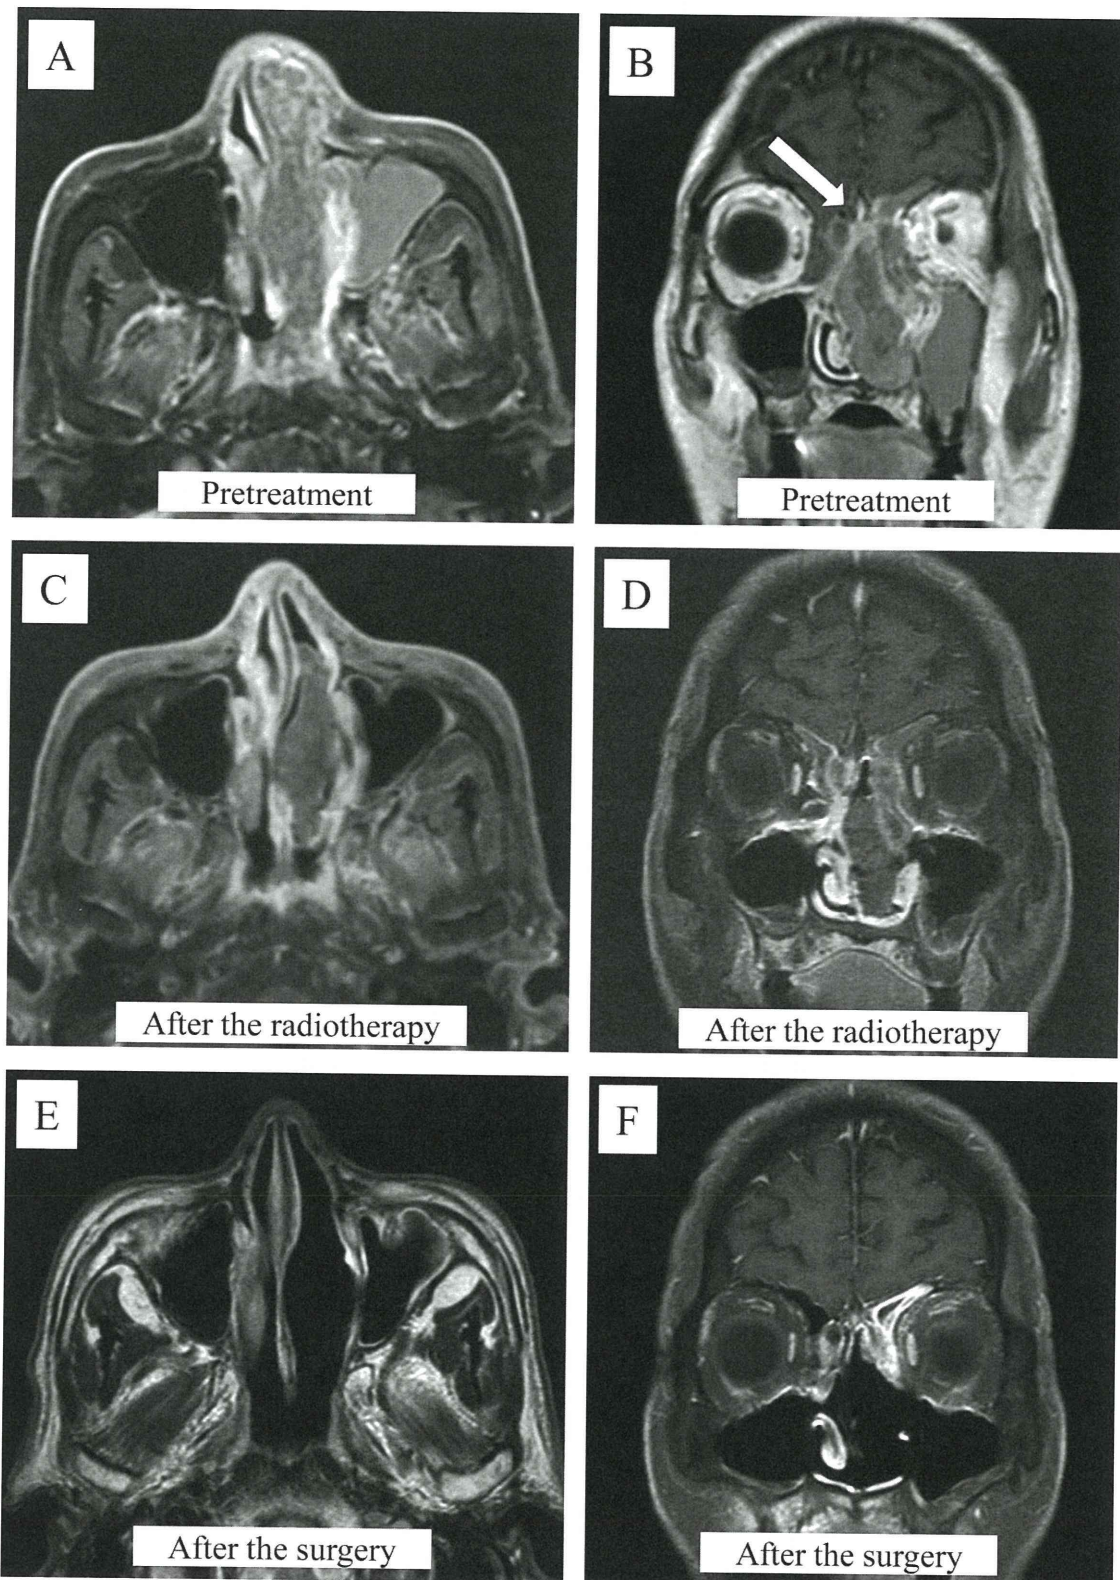 A
B
Pretreatment
Pretreatment
C
D
After the radiotherapy
After the radiotherapy
E
F
After the surgery
After the surgery